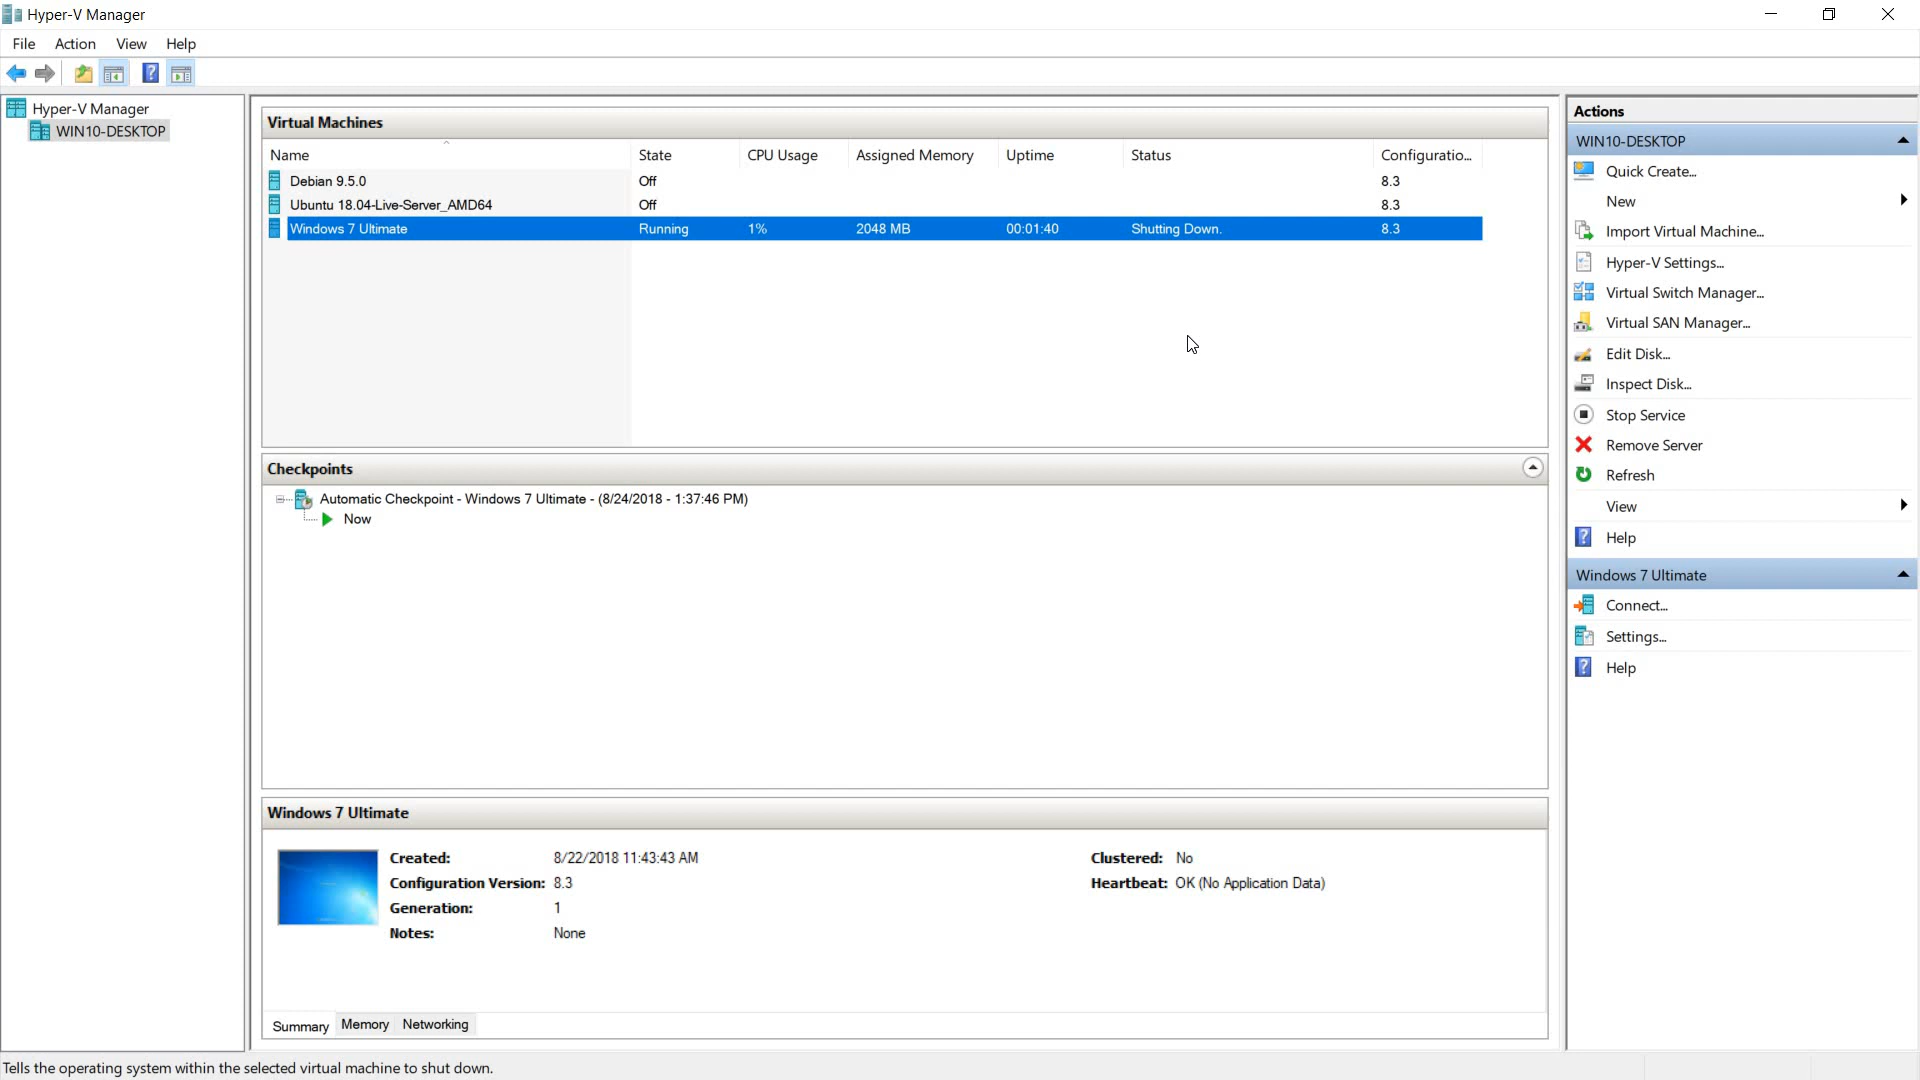 Hyper-V Manager
File Action View Help
Hyper-V Manager
WIN10-DESKTOP
Virtual Machines
Name State CPU Usage Assigned Memory Uptime Status Configuratio...
Debian 9.5.0 Off 8.3
Ubuntu 18.04-Live-Server_AMD64 Off 8.3
Windows 7 Ultimate Running 1% 2048 MB 00:01:40 Shutting Down. 8.3
Checkpoints
Automatic Checkpoint - Windows 7 Ultimate - (8/24/2018 - 1:37:46 PM)
Now
Windows 7 Ultimate
Created: 8/22/2018 11:43:43 AM Clustered: No
Configuration Version: 8.3 Heartbeat: OK (No Application Data)
Generation: 1
Notes: None
Summary Memory Networking
Actions
WIN10-DESKTOP
Quick Create...
New
Import Virtual Machine...
Hyper-V Settings...
Virtual Switch Manager...
Virtual SAN Manager...
Edit Disk...
Inspect Disk...
Stop Service
Remove Server
Refresh
View
Help
Windows 7 Ultimate
Connect...
Settings...
Help
Tells the operating system within the selected virtual machine to shut down.